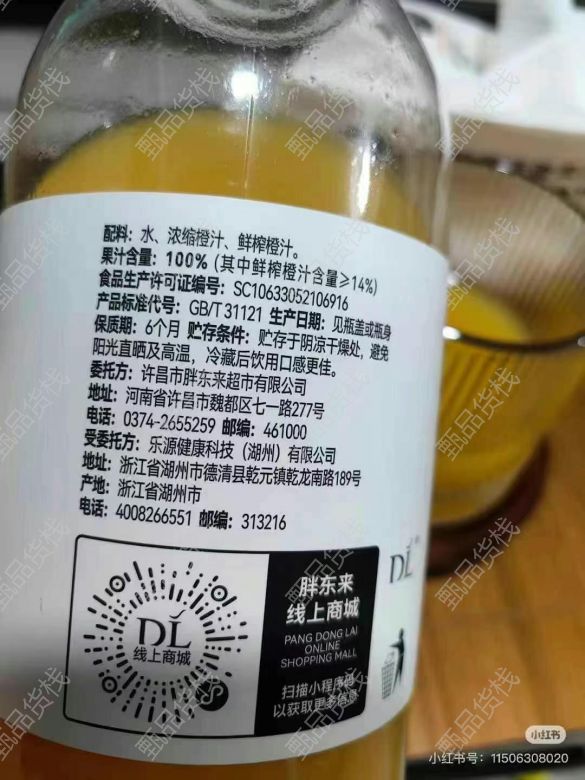 配料：水、浓缩橙汁、鲜榨橙汁。
果汁含量：100%（其中鲜榨橙汁含量≥14%）
食品生产许可证编号：SC10633052106916
产品标准代号：GB/T 31121 生产日期：见瓶盖或瓶身
保质期：6个月 贮存条件：贮存于阴凉干燥处，避免
阳光直晒及高温，冷藏后饮用口感更佳。
委托方：许昌市胖东来超市有限公司
地址：河南省许昌市魏都区七一路277号
电话：0374-2655259 邮编：461000
受委托方：乐源健康科技（湖州）有限公司
地址：浙江省湖州市德清县乾元镇乾龙南路189号
产地：浙江省湖州市
电话：4008266551 邮编：313216
DL
线上商城
胖东来
线上商城
PANG DONG LAI
ONLINE
SHOPPING MALL
扫描小程序码
以获取更多信息
DL
甄品货栈
小红书
小红书号：11506308020